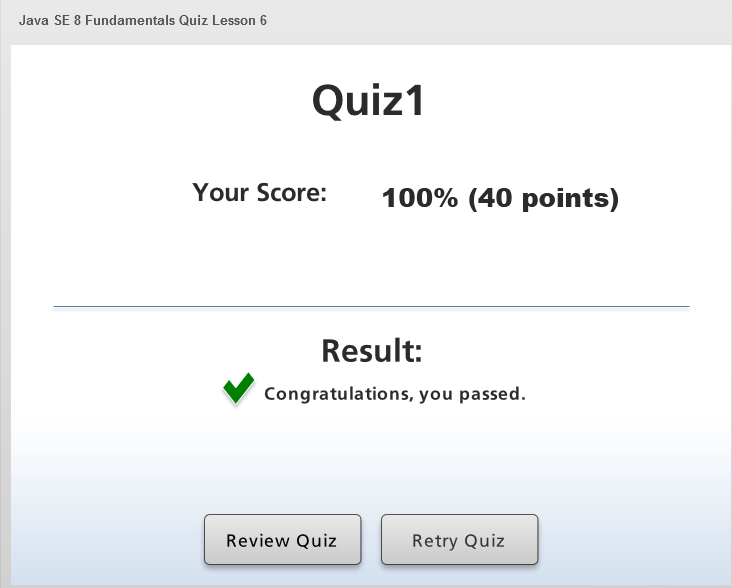 Java SE 8 Fundamentals Quiz Lesson 6
Quiz1
Your Score: 100% (40 points)
Result:
Congratulations, you passed.
Review Quiz Retry Quiz